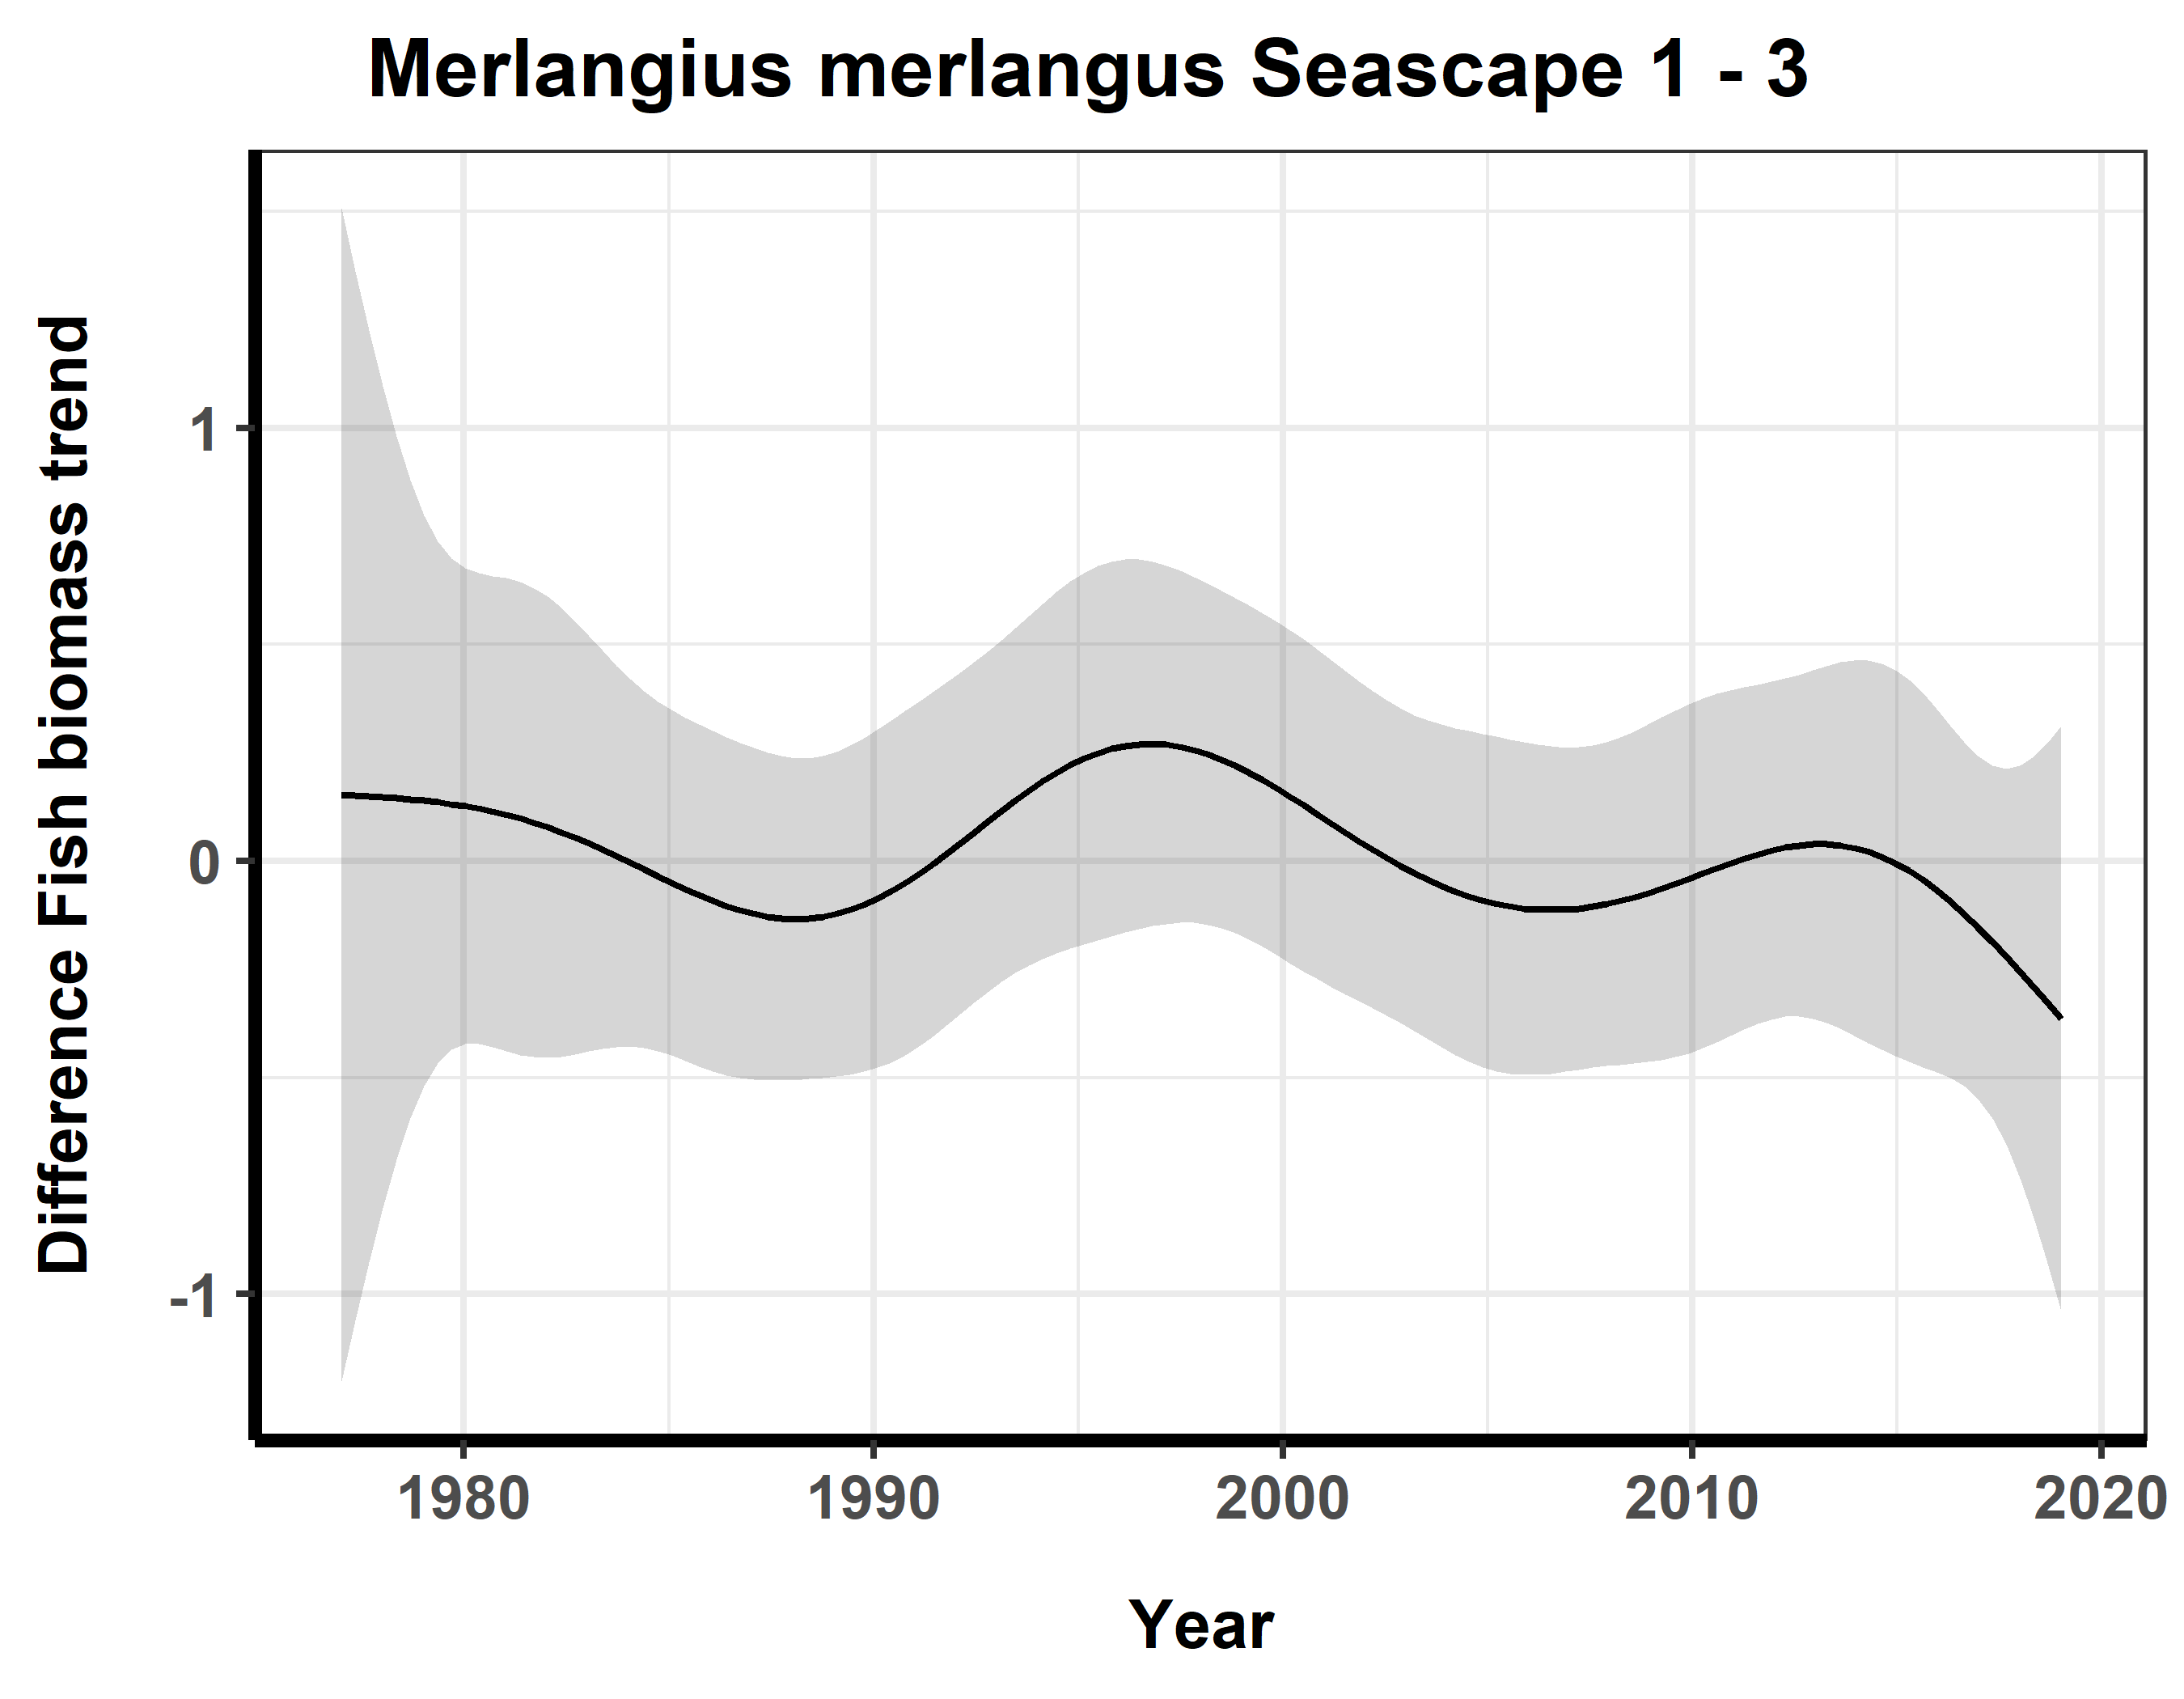 Merlangius merlangus Seascape 1 - 3
Difference Fish biomass trend
1
0
-1
1980 1990 2000 2010 2020
Year